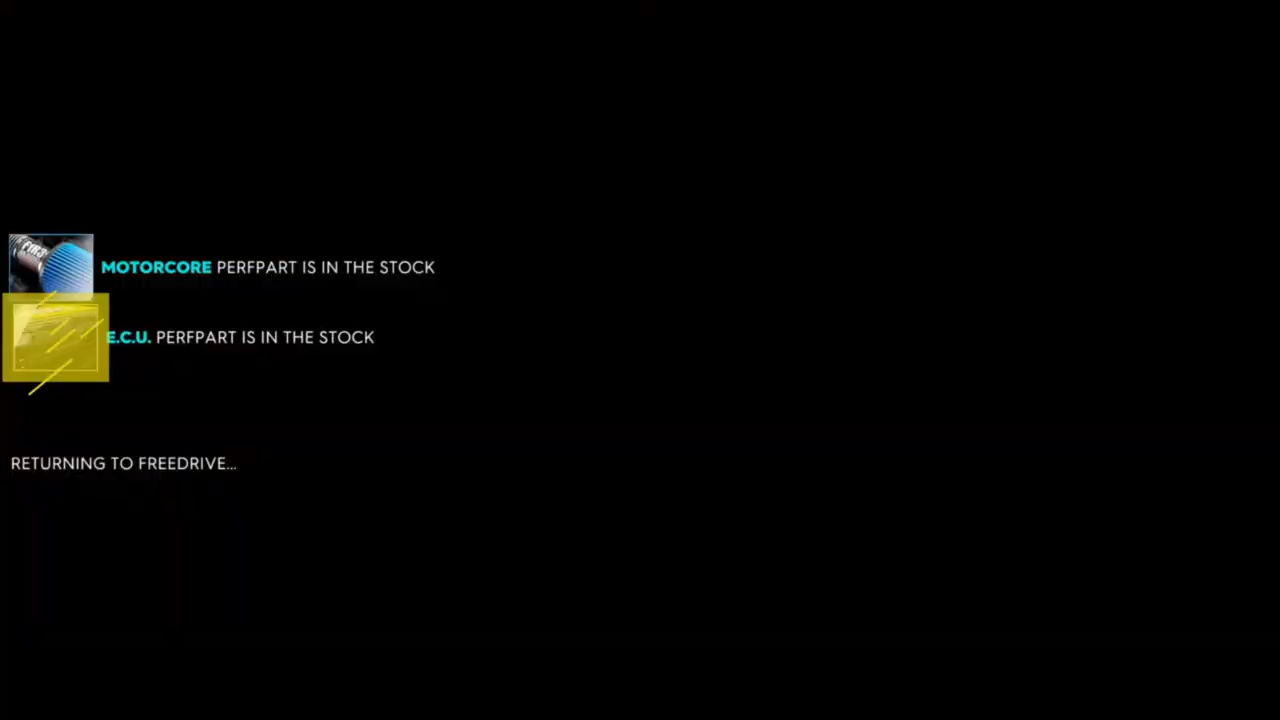 MOTORCORE PERFPART IS IN THE STOCK
E.C.U. PERFPART IS IN THE STOCK
RETURNING TO FREEDRIVE...